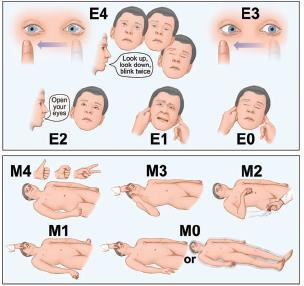 E4
E3
Look up,
look down,
blink twice
Open
your
eyes
E2
E1
E0
M4
M3
M2
M1
M0
or